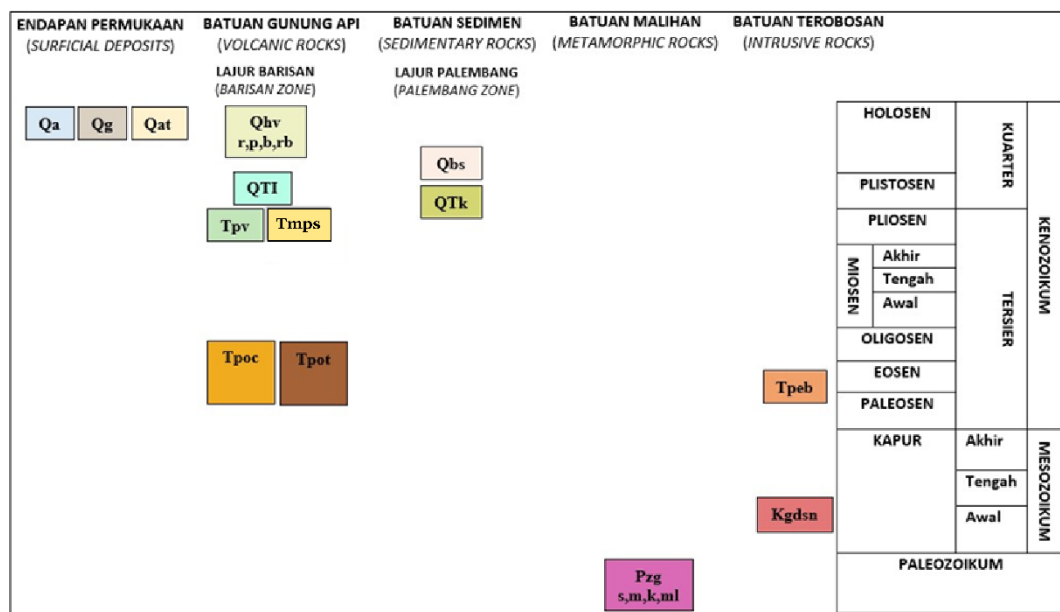 ENDAPAN PERMUKAAN
(SURFICIAL DEPOSITS)
BATUAN GUNUNG API
(VOLCANIC ROCKS)
BATUAN SEDIMEN
(SEDIMENTARY ROCKS)
BATUAN MALIHAN
(METAMORPHIC ROCKS)
BATUAN TEROBOSAN
(INTRUSIVE ROCKS)
LAJUR BARISAN
(BARISAN ZONE)
LAJUR PALEMBANG
(PALEMBANG ZONE)
Qa
Qg
Qat
Qhv
r,p,b,rb
Qbs
QTI
QTk
Tpv
Tmps
Tpoc
Tpot
Tpeb
Kgdsn
Pzg
s,m,k,ml
HOLOSEN
PLISTOSEN
KUARTER
PLIOSEN
MIOSEN
Akhir
Tengah
Awal
OLIGOSEN
EOSEN
PALEOSEN
TERSIER
KENOZOIKUM
KAPUR
Akhir
Tengah
Awal
MESOZOIKUM
PALEOZOIKUM